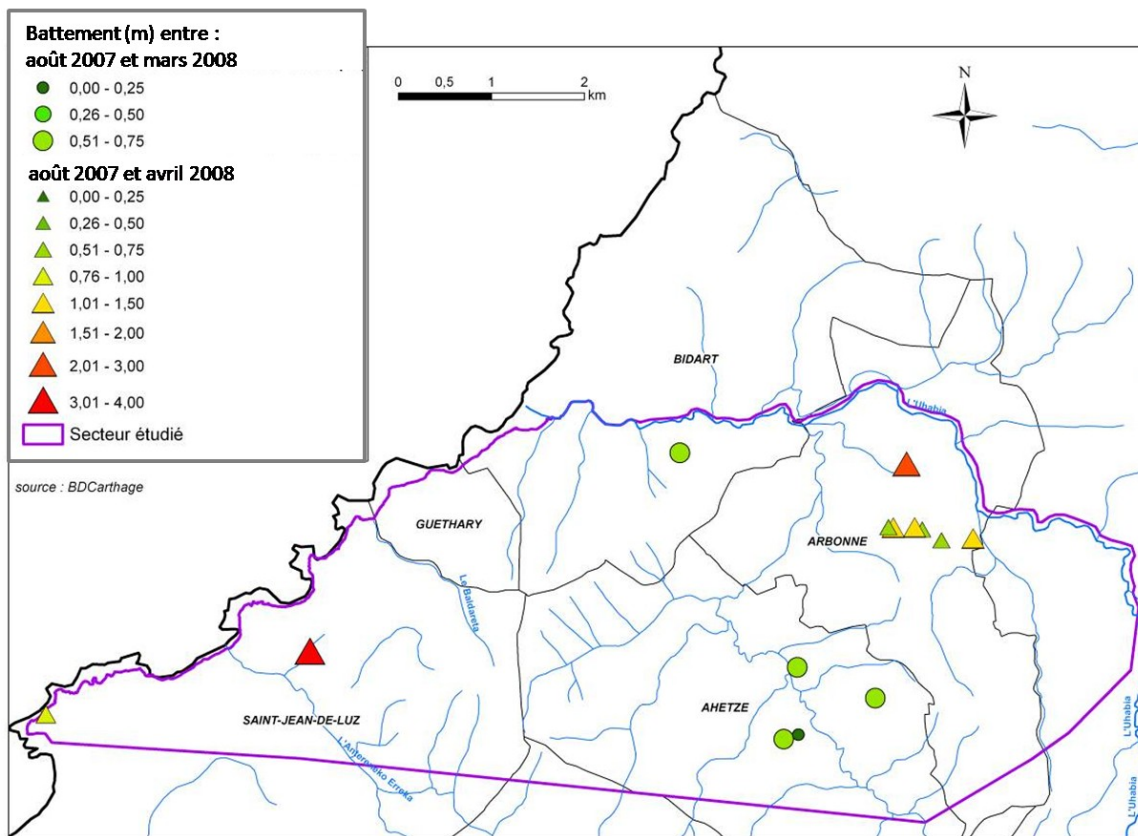 Battement (m) entre :
août 2007 et mars 2008
0,00 - 0,25
0,26 - 0,50
0,51 - 0,75
août 2007 et avril 2008
0,00 - 0,25
0,26 - 0,50
0,51 - 0,75
0,76 - 1,00
1,01 - 1,50
1,51 - 2,00
2,01 - 3,00
3,01 - 4,00
Secteur étudié
source : BDCarthage
0 0,5 1 2
km
N
BIDART
L'Uhabia
GUETHARY
ARBONNE
Le Baldareta
SAINT-JEAN-DE-LUZ
AHETZE
L'Uhabia
L'Uhabia